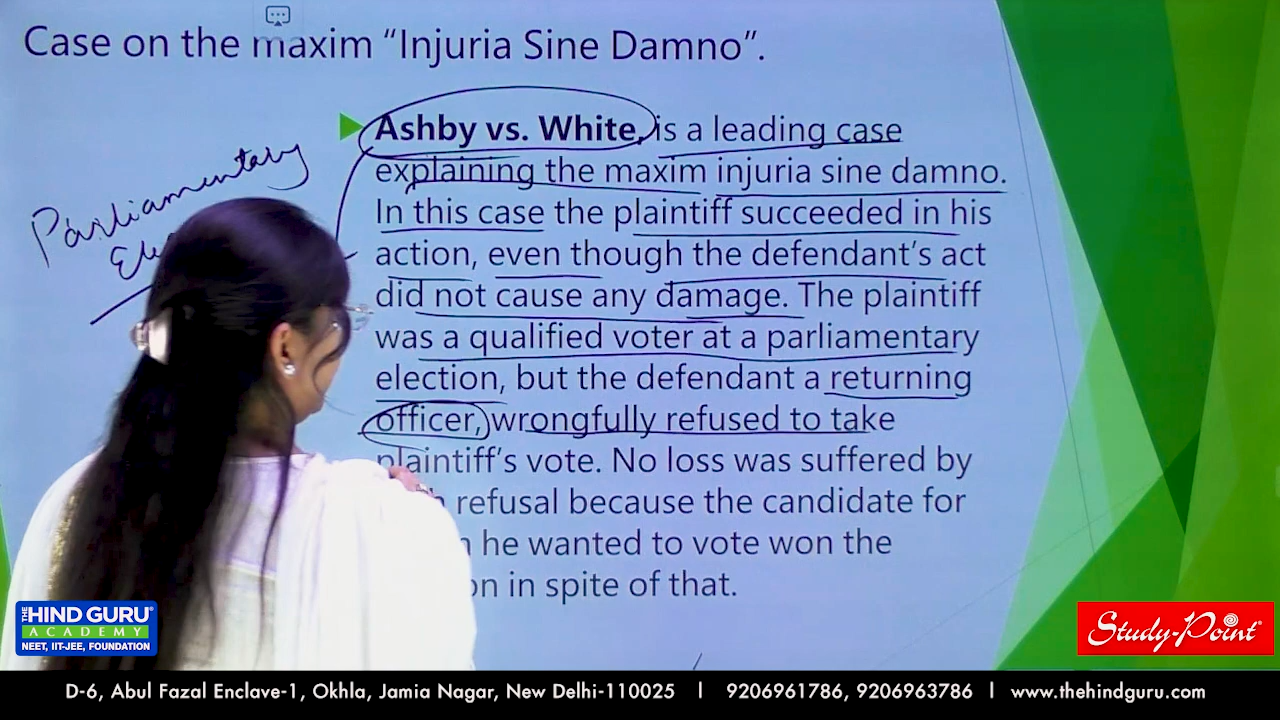 Case on the maxim “Injuria Sine Damno”.
Ashby vs. White, is a leading case
explaining the maxim injuria sine damno.
In this case the plaintiff succeeded in his
action, even though the defendant’s act
did not cause any damage. The plaintiff
was a qualified voter at a parliamentary
election, but the defendant a returning
officer, wrongfully refused to take
plaintiff’s vote. No loss was suffered by
refusal because the candidate for
he wanted to vote won the
in spite of that.
Parliamentary
THE HIND GURU
ACADEMY
NEET, IIT-JEE, FOUNDATION
Study-Point
D-6, Abul Fazal Enclave-1, Okhla, Jamia Nagar, New Delhi-110025 | 9206961786, 9206963786 | www.thehindguru.com